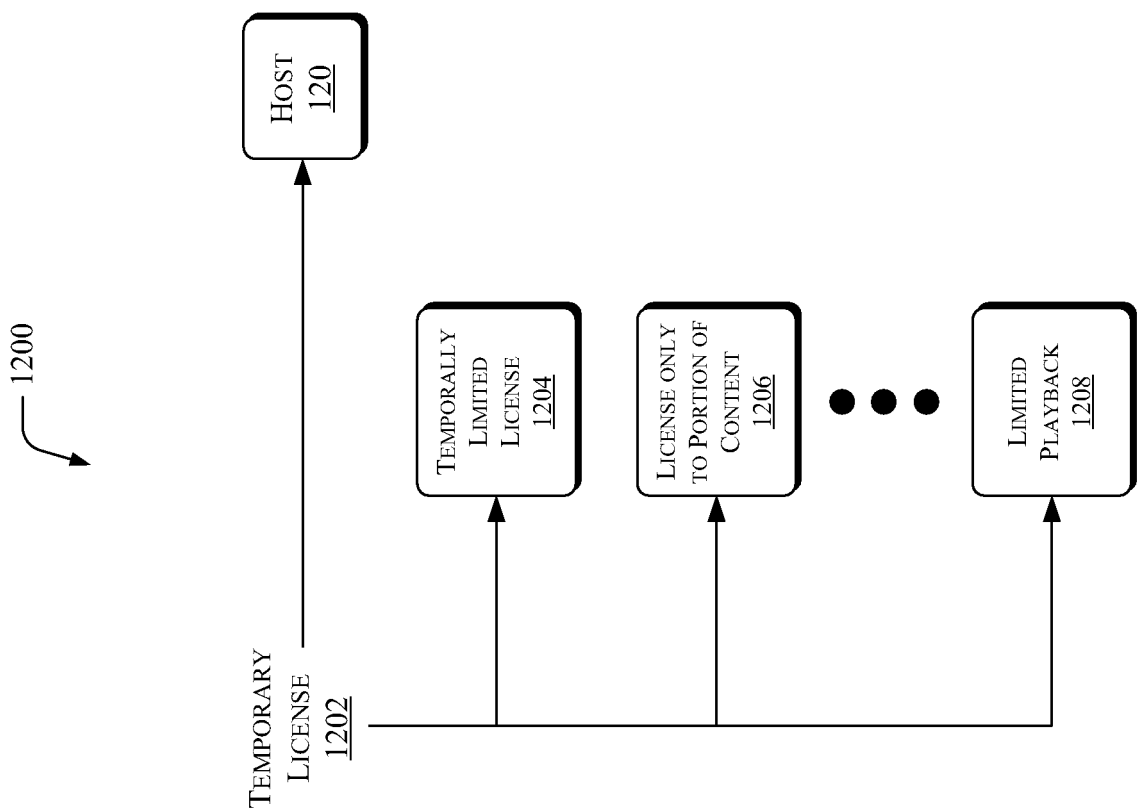 1200
TEMPORARY
LICENSE
1202
HOST
120
TEMPORALLY
LIMITED
LICENSE
1204
LICENSE ONLY
TO PORTION OF
CONTENT
1206
LIMITED
PLAYBACK
1208